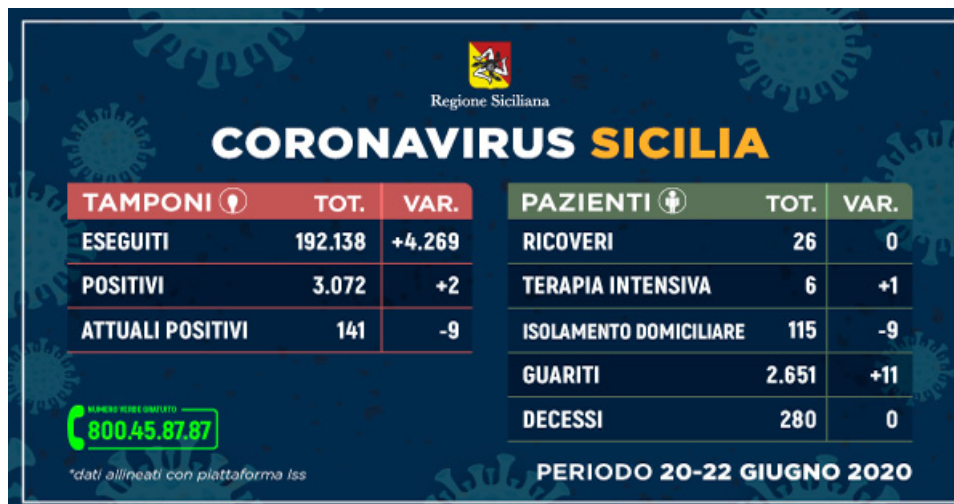 Regione Siciliana
CORONAVIRUS SICILIA
TAMPONI TOT. VAR.
ESEGUITI 192.138 +4.269
POSITIVI 3.072 +2
ATTUALI POSITIVI 141 -9
PAZIENTI TOT. VAR.
RICOVERI 26 0
TERAPIA INTENSIVA 6 +1
ISOLAMENTO DOMICILIARE 115 -9
GUARITI 2.651 +11
DECESSI 280 0
NUMERO VERDE GRATUITO
800.45.87.87
*dati allineati con piattaforma Iss
PERIODO 20-22 GIUGNO 2020